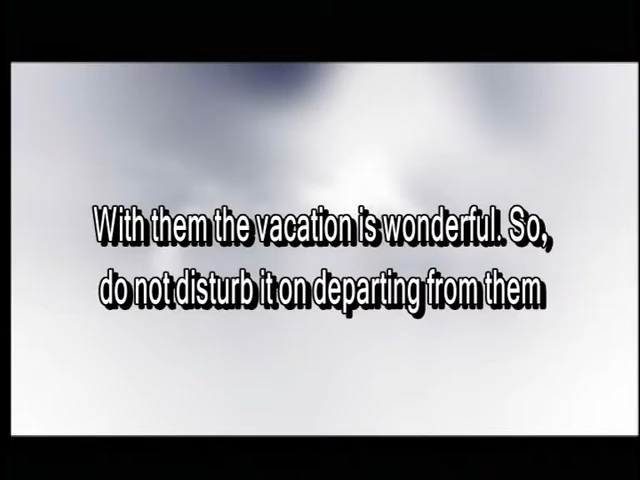 With them the vacation is wonderful. So,
do not disturb it on departing from them